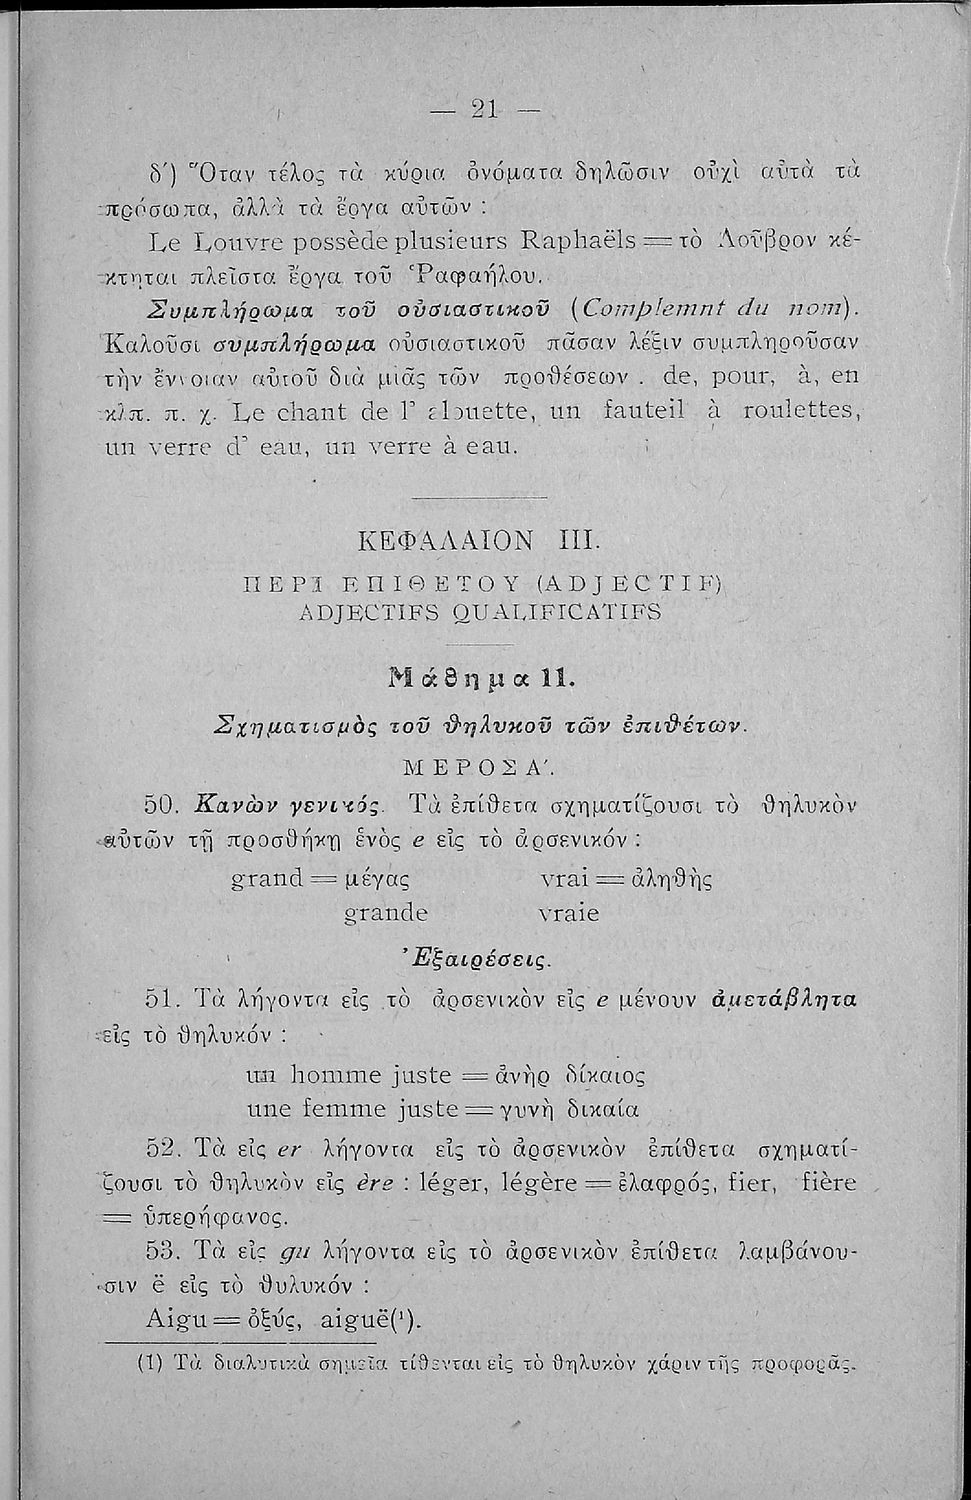 — 21 —
δ΄) Ὅταν τέλος τὰ κύρια ὀνόματα δηλῶσιν οὐχὶ αὐτὰ τὰ
πρόσωπα, ἀλλὰ τὰ ἔργα αὐτῶν :
Le Louvre possède plusieurs Raphaëls = τὸ Λοῦβρον κέ-
κτηται πλεῖστα ἔργα τοῦ Ῥαφαήλου.
Συμπλήρωμα τοῦ οὐσιαστικοῦ (Complemnt du nom).
Καλοῦσι συμπλήρωμα οὐσιαστικοῦ πᾶσαν λέξιν συμπληροῦσαν
τὴν ἔννοιαν αὐτοῦ διὰ μιᾶς τῶν προθέσεων . de, pour, à, en
κλπ. π. χ. Le chant de l’ alouette, un fauteil à roulettes,
un verre d’ eau, un verre à eau.
ΚΕΦΑΛΑΙΟΝ III.
ΠΕΡΙ ΕΠΙΘΕΤΟΥ (ADJECTIF)
ADJECTIFS QUALIFICATIFS
Μάθημα 11.
Σχηματισμὸς τοῦ θηλυκοῦ τῶν ἐπιθέτων.
ΜΕΡΟΣ Α΄.
50. Κανὼν γενικός. Τὰ ἐπίθετα σχηματίζουσι τὸ θηλυκὸν
αὐτῶν τῇ προσθήκῃ ἑνὸς e εἰς τὸ ἀρσενικόν :
grand = μέγας vrai = ἀληθὴς
grande vraie
Ἐξαιρέσεις.
51. Τὰ λήγοντα εἰς τὸ ἀρσενικὸν εἰς e μένουν ἀμετάβλητα
εἰς τὸ θηλυκόν :
un homme juste = ἀνὴρ δίκαιος
une femme juste = γυνὴ δικαία
52. Τὰ εἰς er λήγοντα εἰς τὸ ἀρσενικὸν ἐπίθετα σχηματί-
ζουσι τὸ θηλυκὸν εἰς ère : léger, légère = ἐλαφρός, fier, fière
= ὑπερήφανος.
53. Τὰ εἰς gu λήγοντα εἰς τὸ ἀρσενικὸν ἐπίθετα λαμβάνου-
σιν ë εἰς τὸ θυλυκόν :
Aigu = ὀξύς, aiguë(¹).
(1) Τὰ διαλυτικὰ σημεῖα τίθενται εἰς τὸ θηλυκὸν χάριν τῆς προφορᾶς.